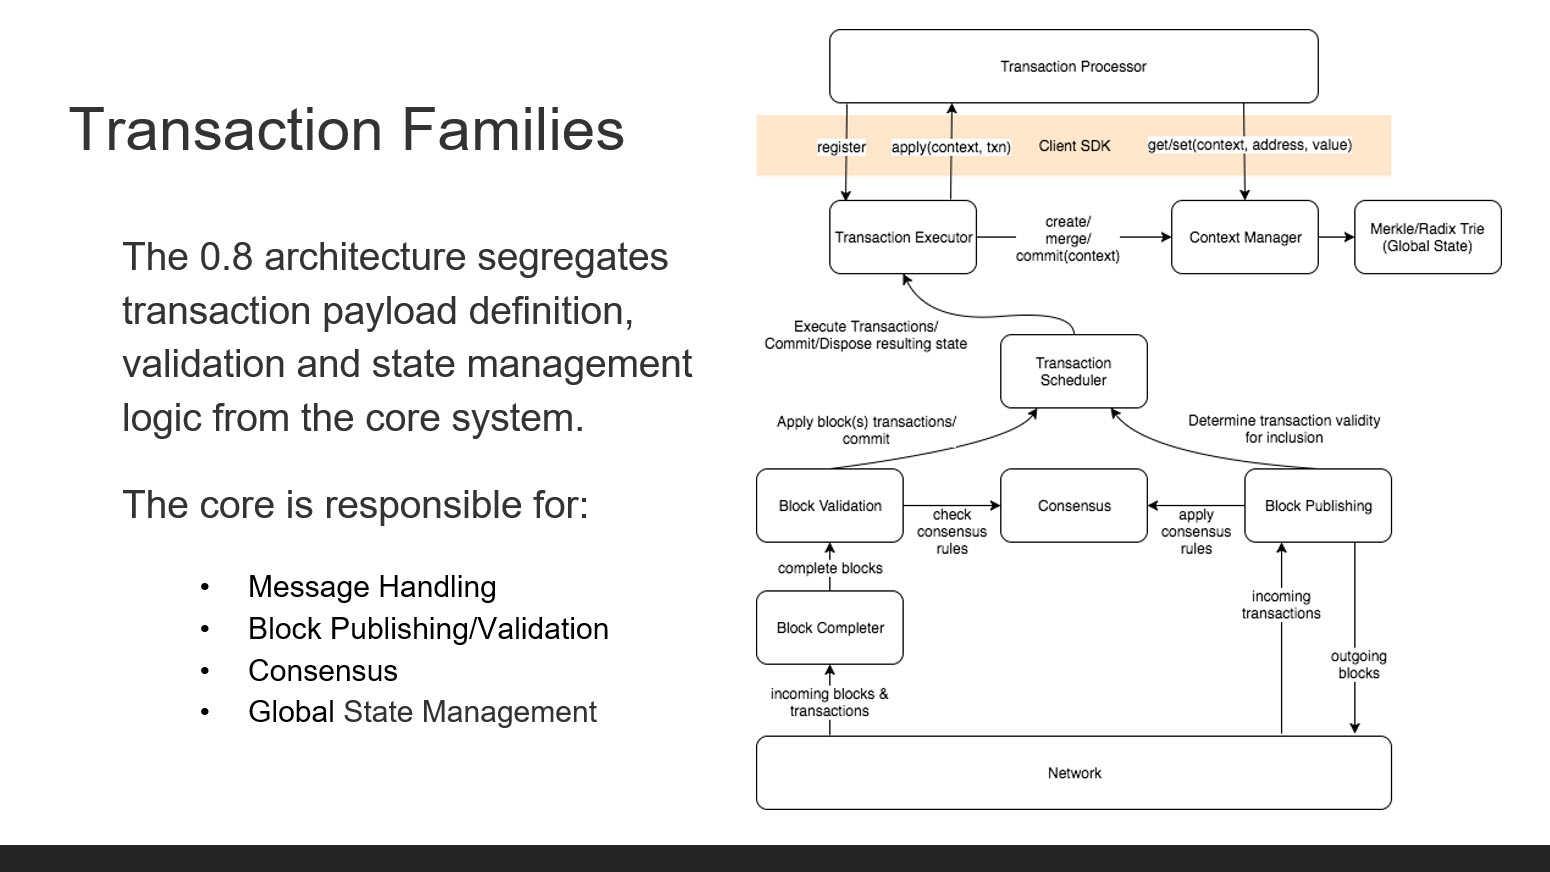 Transaction Families
The 0.8 architecture segregates
transaction payload definition,
validation and state management
logic from the core system.
The core is responsible for:
• Message Handling
• Block Publishing/Validation
• Consensus
• Global State Management
Transaction Processor
register
apply(context, txn)
Client SDK
get/set(context, address, value)
Transaction Executor
create/
merge/
commit(context)
Context Manager
Merkle/Radix Trie
(Global State)
Execute Transactions/
Commit/Dispose resulting state
Transaction
Scheduler
Apply block(s) transactions/
commit
Determine transaction validity
for inclusion
Block Validation
check
consensus
rules
Consensus
apply
consensus
rules
Block Publishing
complete blocks
Block Completer
incoming
transactions
outgoing
blocks
incoming blocks &
transactions
Network